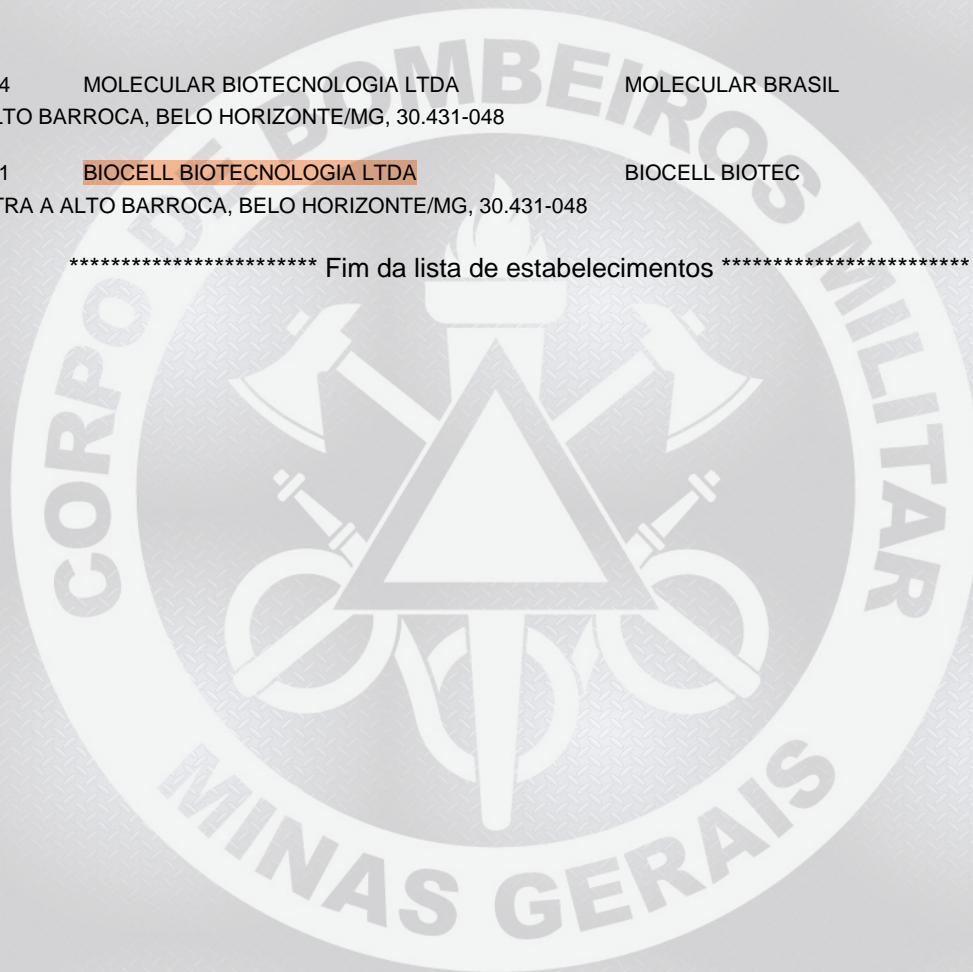 4 MOLECULAR BIOTECNOLOGIA LTDA MOLECULAR BRASIL
LTO BARROCA, BELO HORIZONTE/MG, 30.431-048
1 BIOCELL BIOTECNOLOGIA LTDA BIOCELL BIOTEC
TRA A ALTO BARROCA, BELO HORIZONTE/MG, 30.431-048
************************ Fim da lista de estabelecimentos ************************
CORPO DE BOMBEIROS MILITAR
MINAS GERAIS